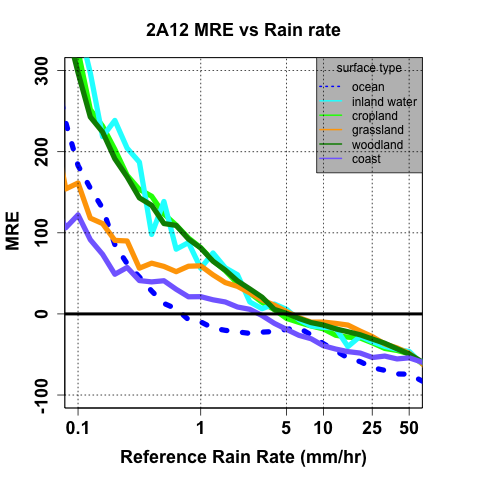 2A12 MRE vs Rain rate
surface type
ocean
inland water
cropland
grassland
woodland
coast
MRE
300
200
100
0
-100
0.1 1 5 10 25 50
Reference Rain Rate (mm/hr)